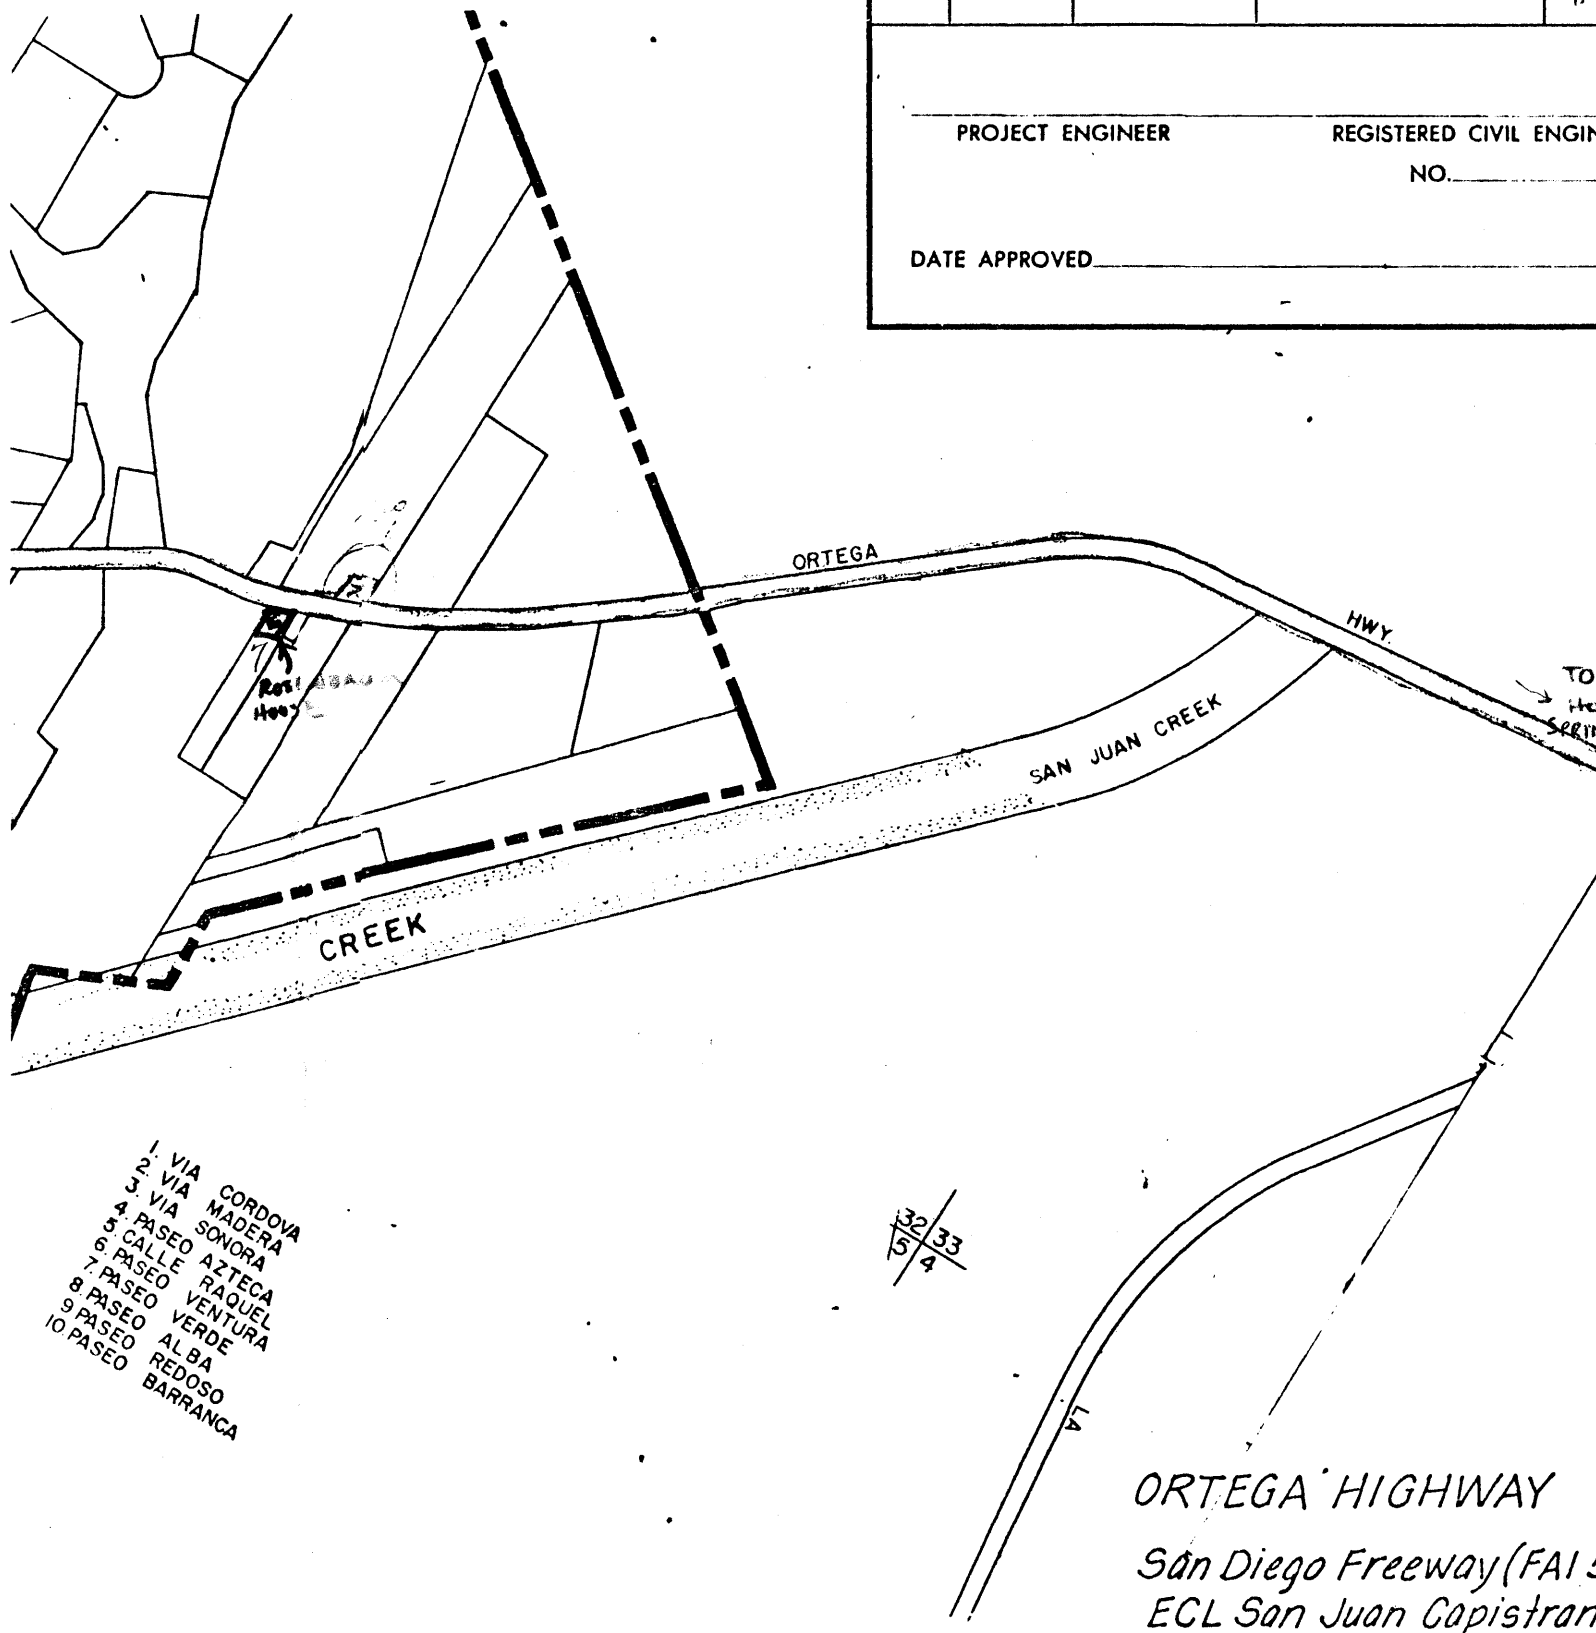 PROJECT ENGINEER
REGISTERED CIVIL ENGIN
NO.
DATE APPROVED
ORTEGA
HWY.
TO
SAN JUAN CREEK
CREEK
1. VIA CORDOVA
2. VIA MADERA
3. VIA SONORA
4. PASEO AZTECA
5. CALLE RAQUEL
6. PASEO VENTURA
7. PASEO VERDE
8. PASEO ALBA
9 PASEO REDOSO
10. PASEO BARRANCA
32 33
5 4
LA
ORTEGA HIGHWAY
San Diego Freeway (FAI 5
ECL San Juan Capistran